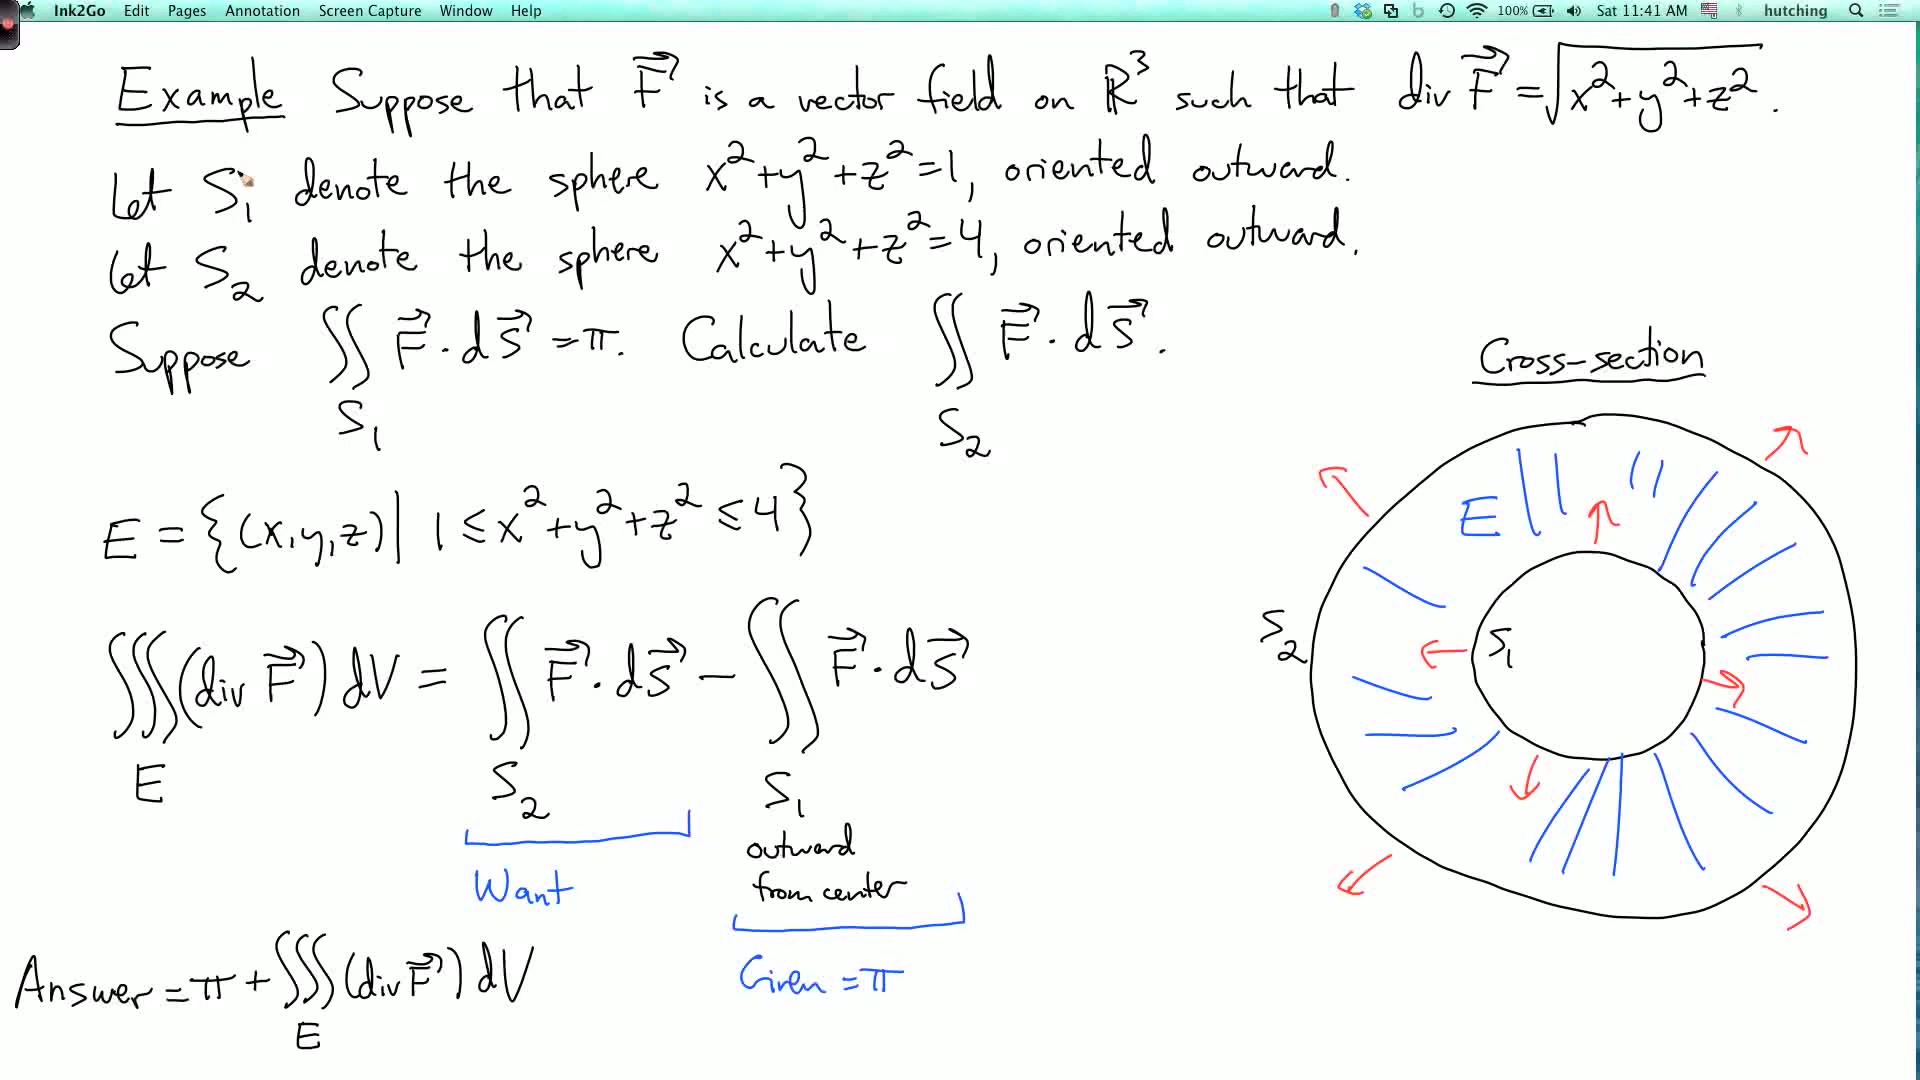 Ink2Go Edit Pages Annotation Screen Capture Window Help 100% Sat 11:41 AM hutching
Example Suppose that F⃗ is a vector field on ℝ³ such that div F⃗ = √(x²+y²+z²).
Let S₁ denote the sphere x²+y²+z²=1, oriented outward.
Let S₂ denote the sphere x²+y²+z²=4, oriented outward.
Suppose ∬_{S₁} F⃗·dS⃗ = π. Calculate ∬_{S₂} F⃗·dS⃗.
E = {(x,y,z)| 1 ≤ x²+y²+z² ≤ 4}
∭_E (div F⃗) dV = ∬_{S₂} F⃗·dS⃗ − ∬_{S₁} F⃗·dS⃗
outward
from center
Want
Given = π
Answer = π + ∭_E (div F⃗) dV
Cross-section
E
S₂
S₁